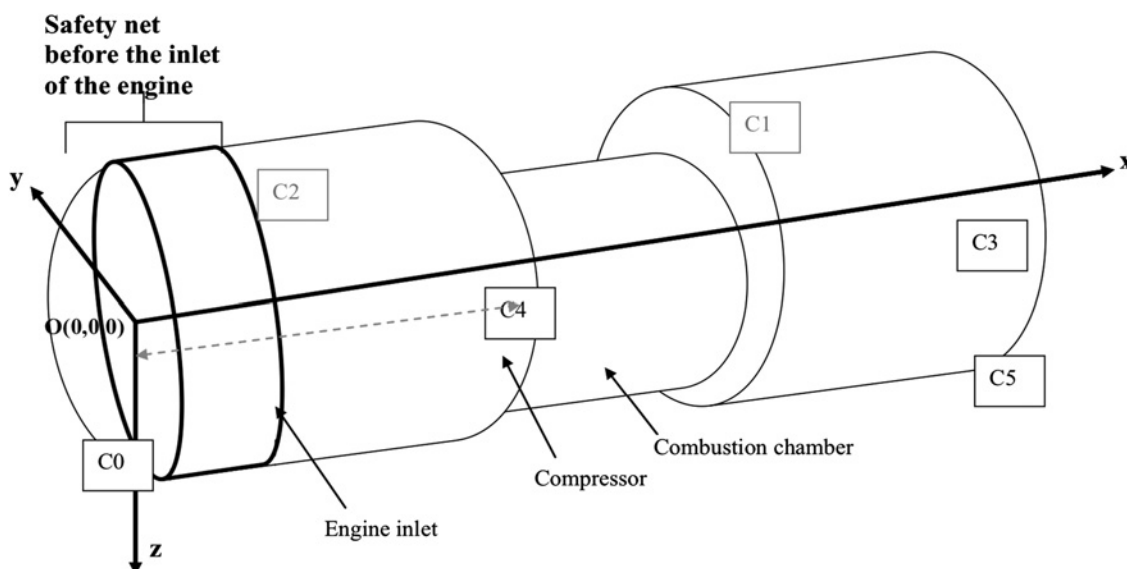 Safety net
before the inlet
of the engine
C1
y
x
C2
C3
O(0,0 0)
C4
C5
C0
Combustion chamber
Compressor
Engine inlet
z